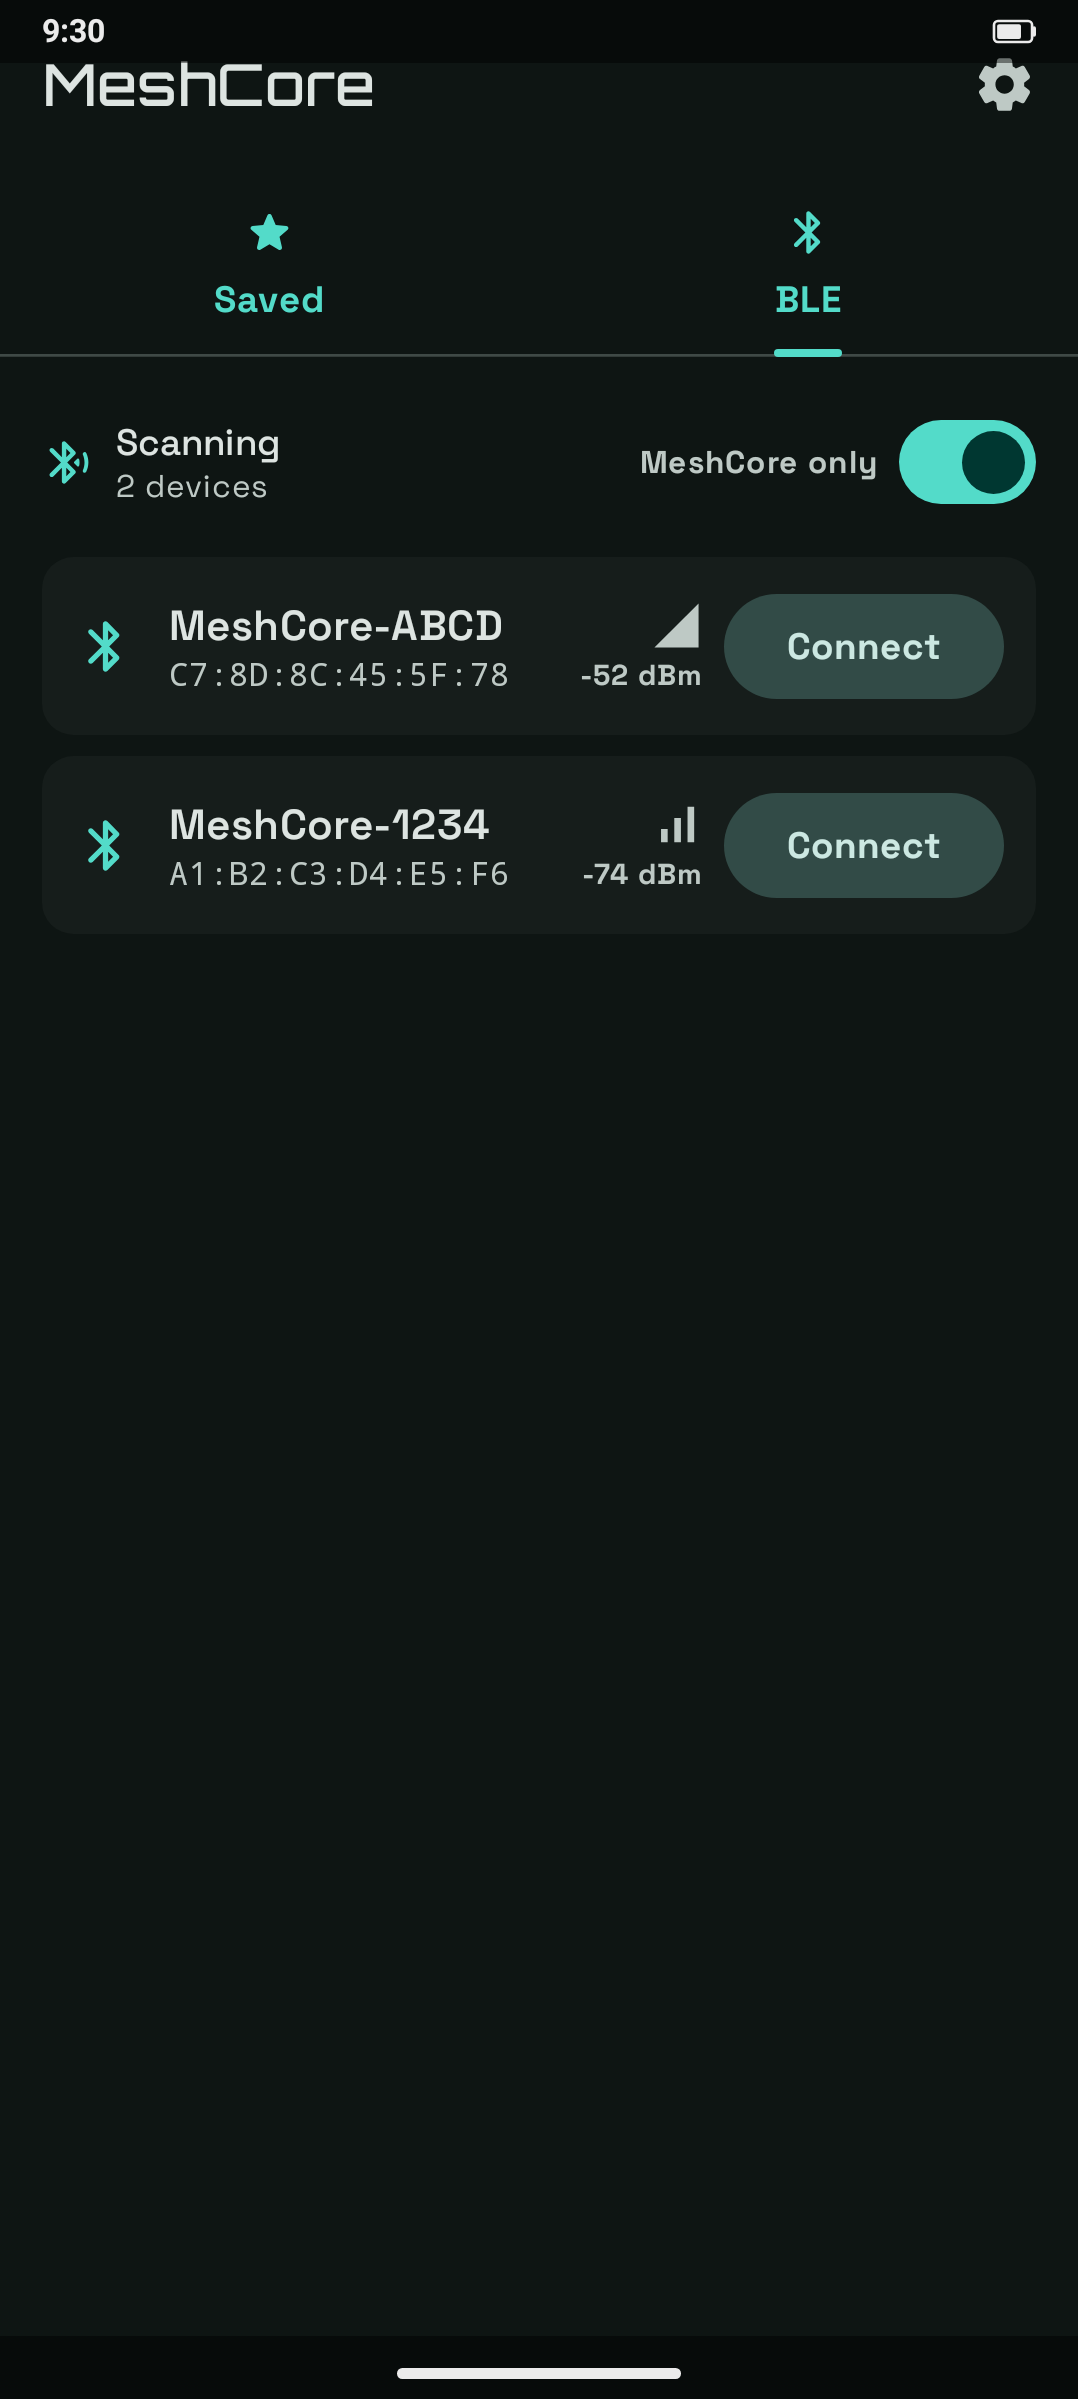 9:30
MeshCore
Saved
BLE
Scanning
2 devices
MeshCore only
MeshCore-ABCD
C7:8D:8C:45:5F:78
-52 dBm
Connect
MeshCore-1234
A1:B2:C3:D4:E5:F6
-74 dBm
Connect